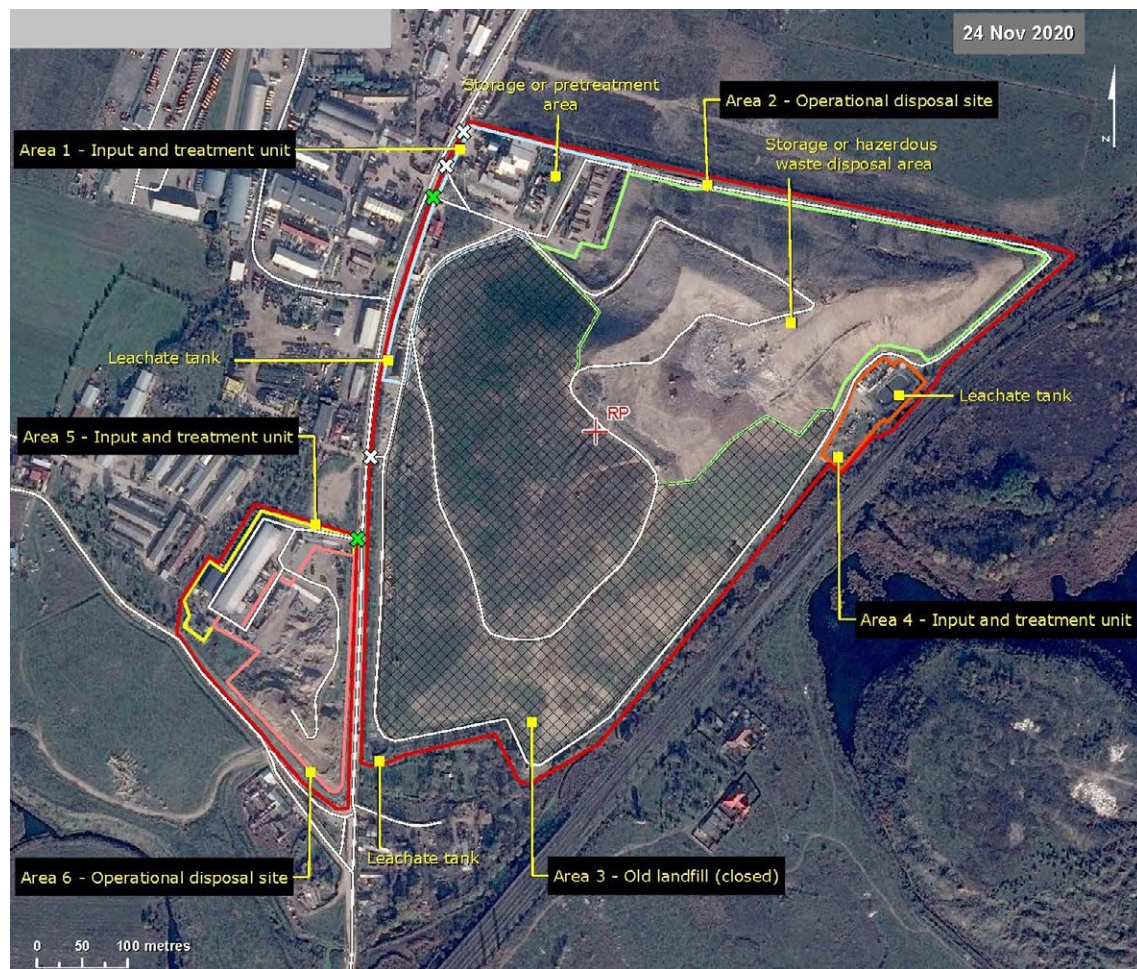 24 Nov 2020
Storage or pretreatment
area
Area 2 - Operational disposal site
Area 1 - Input and treatment unit
Storage or hazerdous
waste disposal area
N
Leachate tank
Leachate tank
RP
Area 5 - Input and treatment unit
Area 4 - Input and treatment unit
Leachate tank
Area 6 - Operational disposal site
Area 3 - Old landfill (closed)
0 50 100 metres